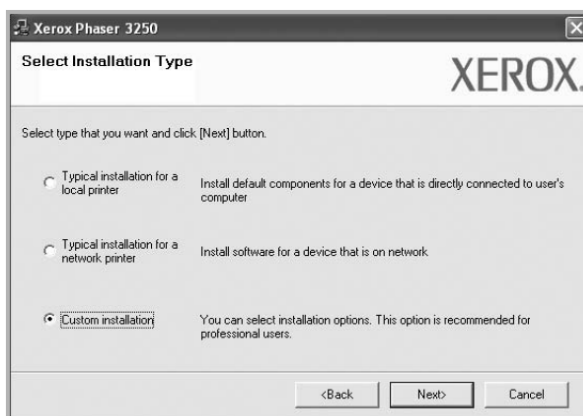 Xerox Phaser 3250
Select Installation Type
XEROX.
Select type that you want and click [Next] button.
Typical installation for a
local printer
Install default components for a device that is directly connected to user's
computer
Typical installation for a
network printer
Install software for a device that is on network
Custom installation
You can select installation options. This option is recommended for
professional users.
<Back
Next>
Cancel